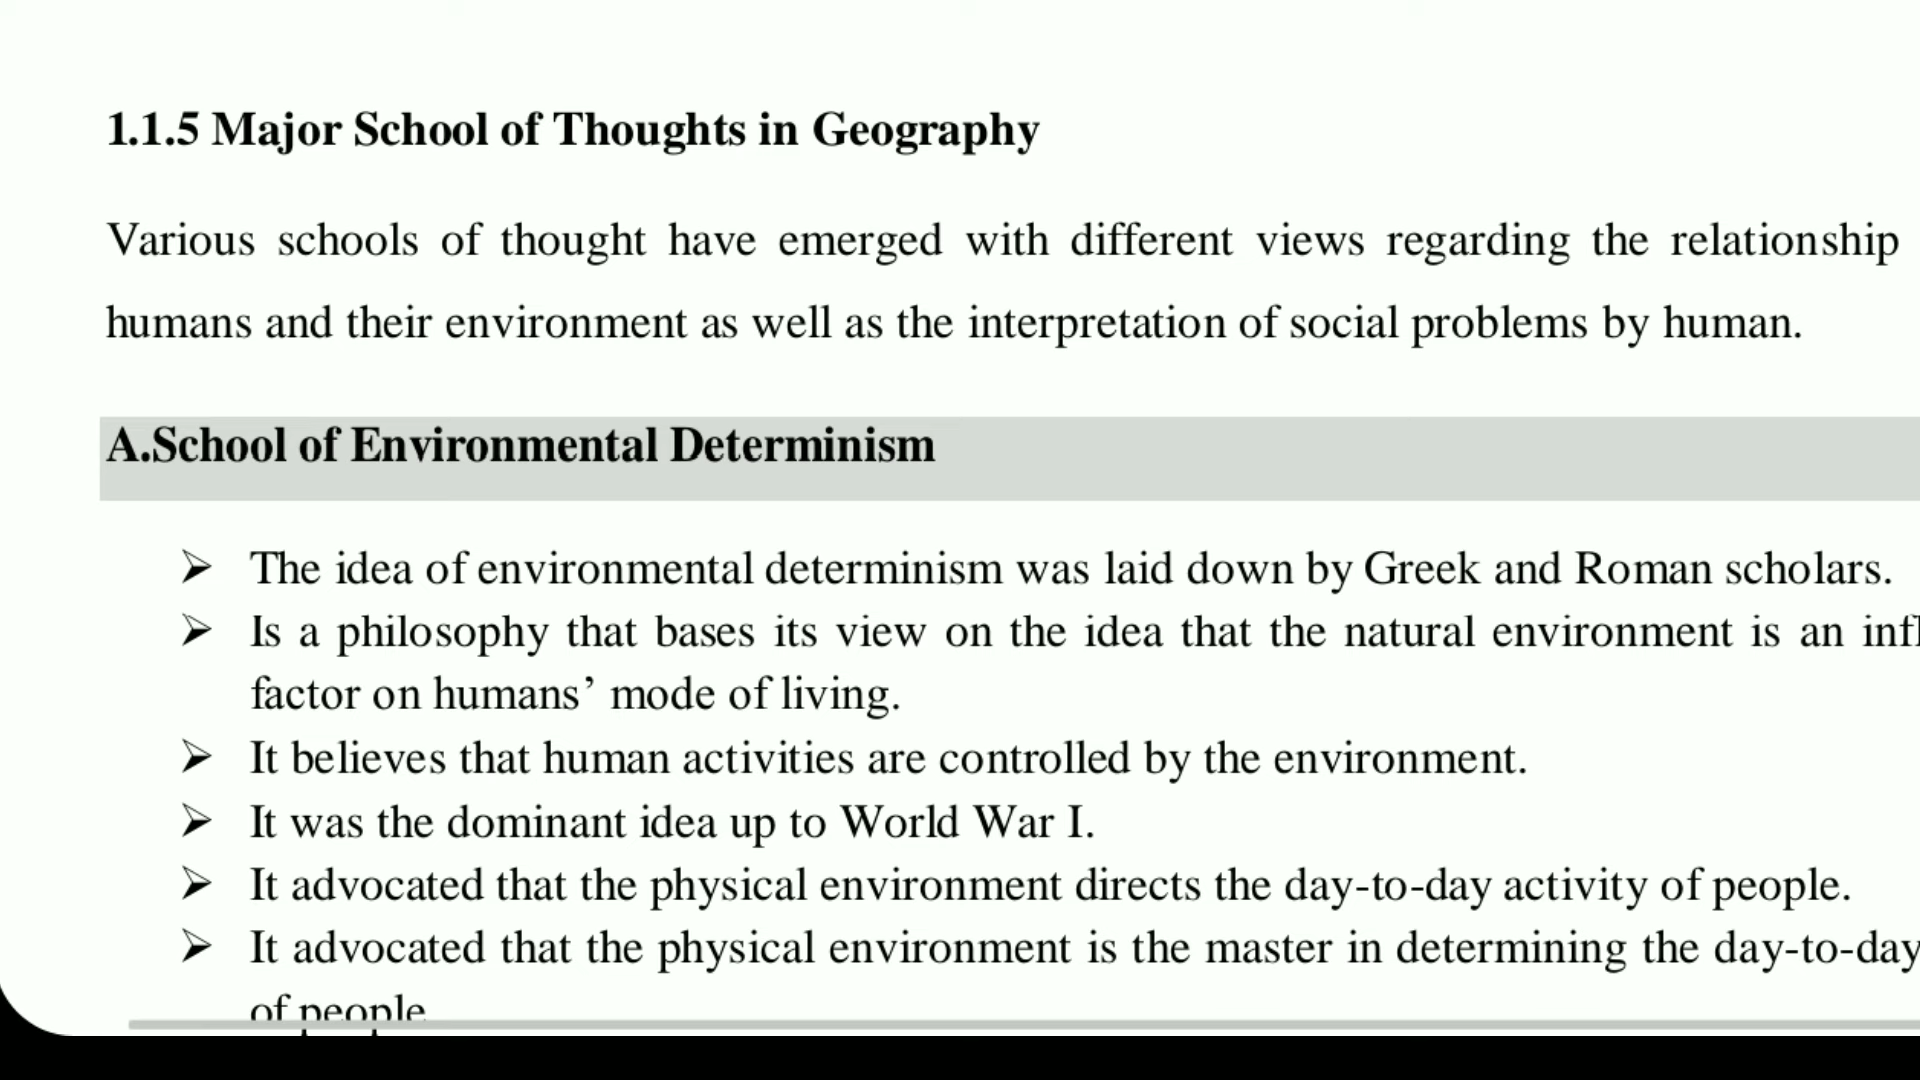 1.1.5 Major School of Thoughts in Geography
Various schools of thought have emerged with different views regarding the relationship
humans and their environment as well as the interpretation of social problems by human.
A.School of Environmental Determinism
➢ The idea of environmental determinism was laid down by Greek and Roman scholars.
➢ Is a philosophy that bases its view on the idea that the natural environment is an
factor on humans’ mode of living.
➢ It believes that human activities are controlled by the environment.
➢ It was the dominant idea up to World War I.
➢ It advocated that the physical environment directs the day-to-day activity of people.
➢ It advocated that the physical environment is the master in determining the day-to-day
of people